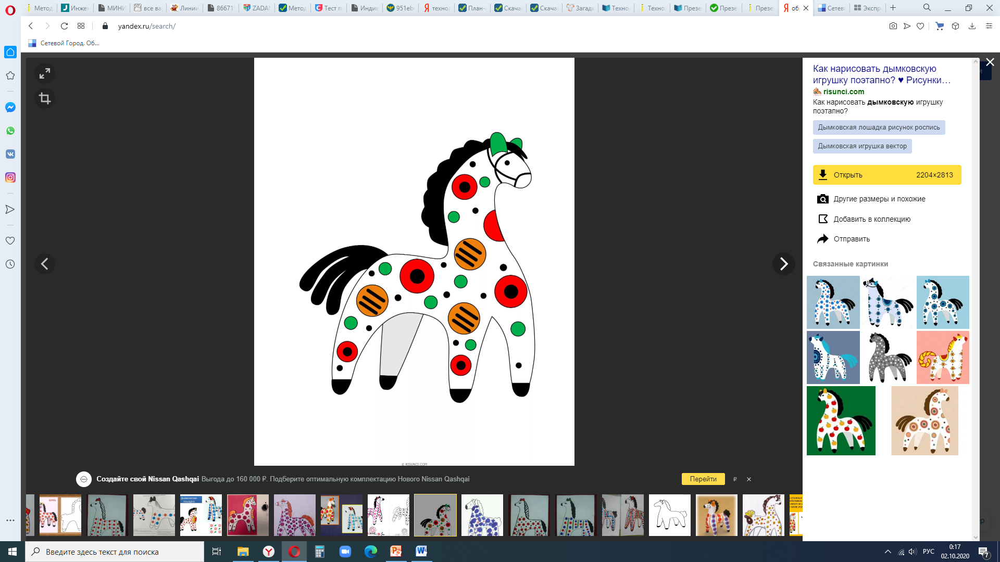 Метод
Инжен
МИНИ
все ва
Линии
86671
ZADAN
Метод
Тест п
Индив
951eb
техно
План-
Скача
Скача
Загадк
Техно
Техно
Презе
Презе
Презе
об
Сетев
Экспр
yandex.ru/search/
Сетевой Город. Об...
Как нарисовать дымковскую
игрушку поэтапно? ♥ Рисунки…
risunci.com
Как нарисовать дымковскую игрушку
поэтапно?
Дымковская лошадка рисунок роспись
Дымковская игрушка вектор
Открыть 2204×2813
Другие размеры и похожие
Добавить в коллекцию
Отправить
Связанные картинки
© RISUNCI.COM
Создайте свой Nissan Qashqai Выгода до 160 000 ₽. Подберите оптимальную комплектацию Нового Nissan Qashqai
Перейти ₽
Дымковская
лошадка
Введите здесь текст для поиска
РУС
0:17
02.10.2020
7